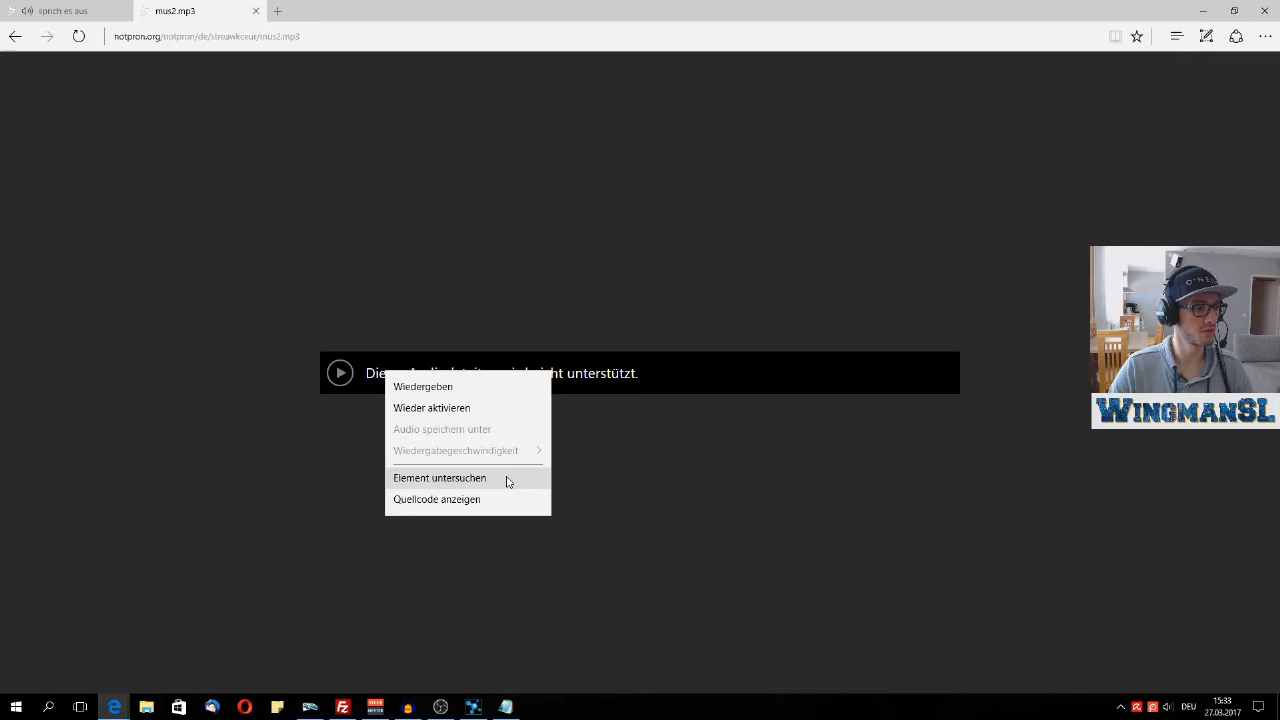 sprich es aus
mus2.mp3
notpron.org/notpron/de/streawkceur/mus2.mp3
Die
nicht unterstützt.
Wiedergeben
Wieder aktivieren
Audio speichern unter
Wiedergabegeschwindigkeit
Element untersuchen
Quellcode anzeigen
O'NEILL
WINGMANSL
DEU
15:33
27.03.2017